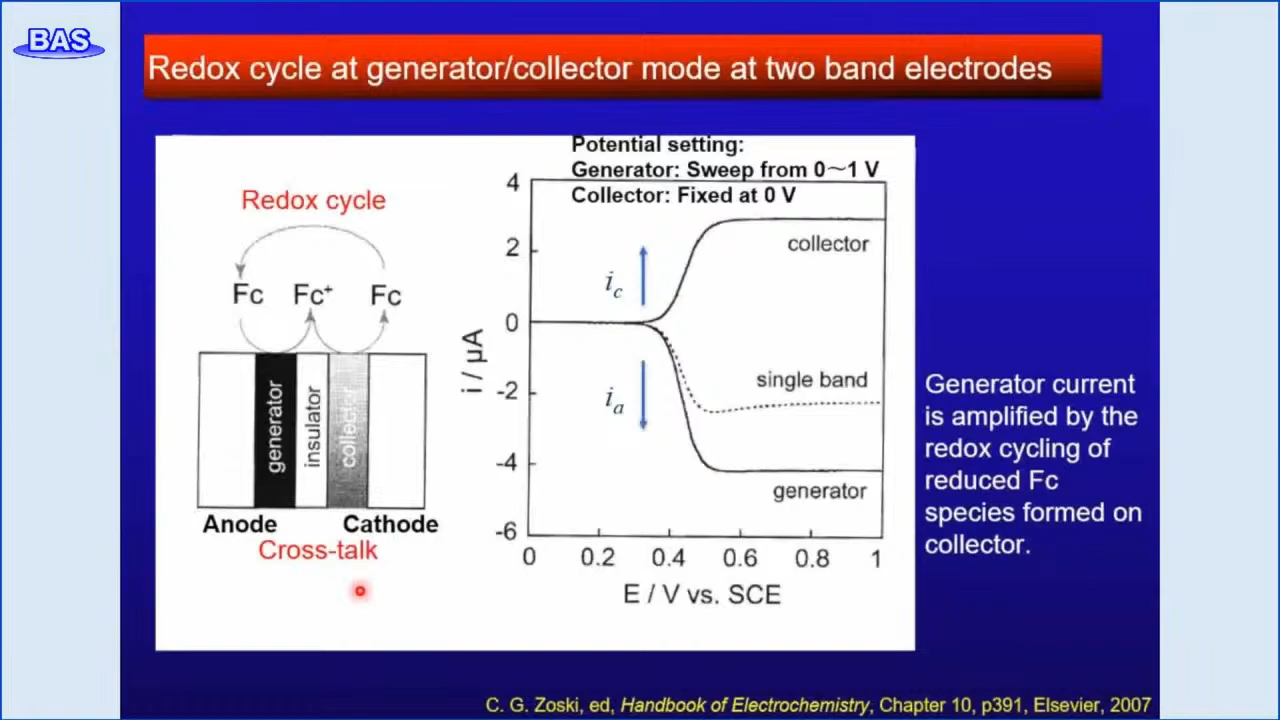 BAS
Redox cycle at generator/collector mode at two band electrodes
Potential setting:
Generator: Sweep from 0～1 V
Collector: Fixed at 0 V
Redox cycle
Fc Fc⁺ Fc
generator
insulator
collector
Anode Cathode
Cross-talk
4
2
0
-2
-4
-6
i / µA
i_c
i_a
collector
single band
generator
0 0.2 0.4 0.6 0.8 1
E / V vs. SCE
Generator current
is amplified by the
redox cycling of
reduced Fc
species formed on
collector.
C. G. Zoski, ed, Handbook of Electrochemistry, Chapter 10, p391, Elsevier, 2007